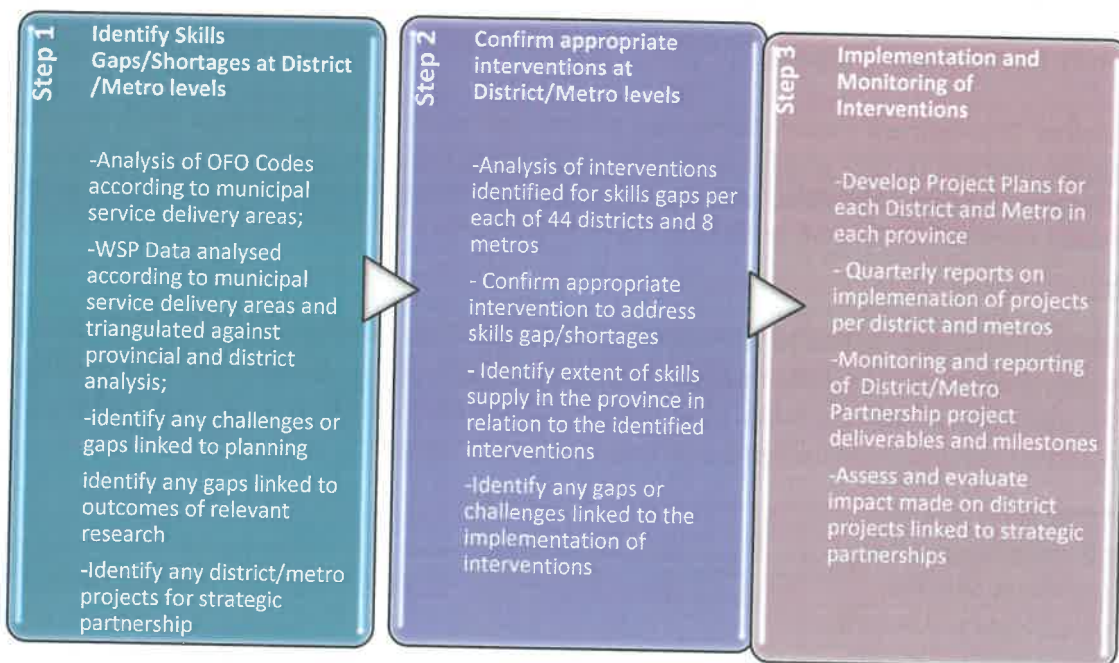 Step 1
Identify Skills
Gaps/Shortages at District
/Metro levels
-Analysis of OFO Codes
according to municipal
service delivery areas;
-WSP Data analysed
according to municipal
service delivery areas and
triangulated against
provincial and district
analysis;
-identify any challenges or
gaps linked to planning
identify any gaps linked to
outcomes of relevant
research
-Identify any district/metro
projects for strategic
partnership
Step 2
Confirm appropriate
interventions at
District/Metro levels
-Analysis of interventions
identified for skills gaps per
each of 44 districts and 8
metros
- Confirm appropriate
intervention to address
skills gap/shortages
- Identify extent of skills
supply in the province in
relation to the identified
interventions
-Identify any gaps or
challenges linked to the
implementation of
interventions
Step 3
Implementation and
Monitoring of
Interventions
-Develop Project Plans for
each District and Metro in
each province
- Quarterly reports on
implemenation of projects
per district and metros
-Monitoring and reporting
of District/Metro
Partnership project
deliverables and milestones
-Assess and evaluate
impact made on district
projects linked to strategic
partnerships